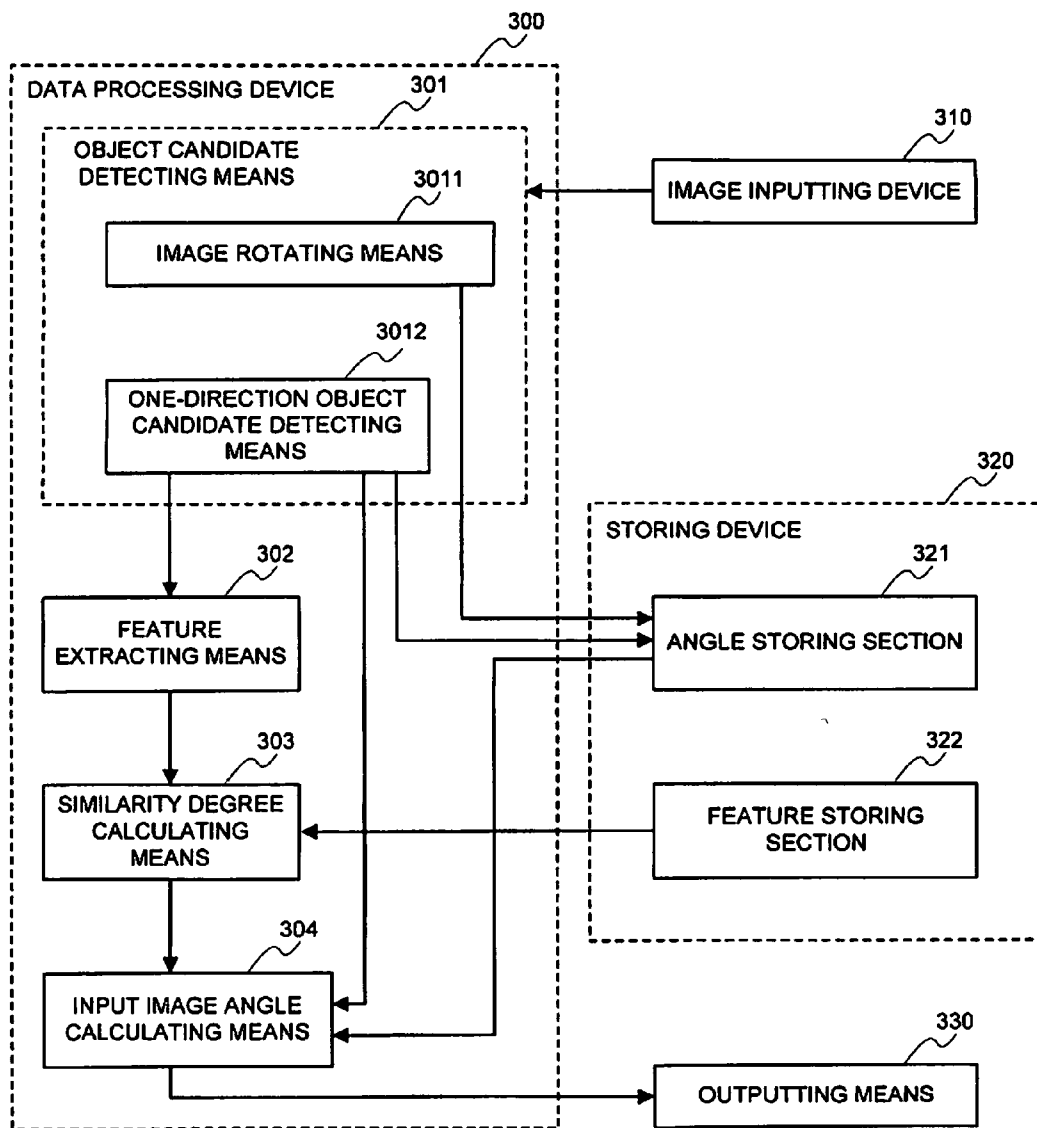 300
DATA PROCESSING DEVICE
301
OBJECT CANDIDATE
DETECTING MEANS
310
IMAGE INPUTTING DEVICE
3011
IMAGE ROTATING MEANS
3012
ONE-DIRECTION OBJECT
CANDIDATE DETECTING
MEANS
320
STORING DEVICE
302
FEATURE
EXTRACTING MEANS
321
ANGLE STORING SECTION
303
SIMILARITY DEGREE
CALCULATING
MEANS
322
FEATURE STORING
SECTION
304
INPUT IMAGE ANGLE
CALCULATING MEANS
330
OUTPUTTING MEANS